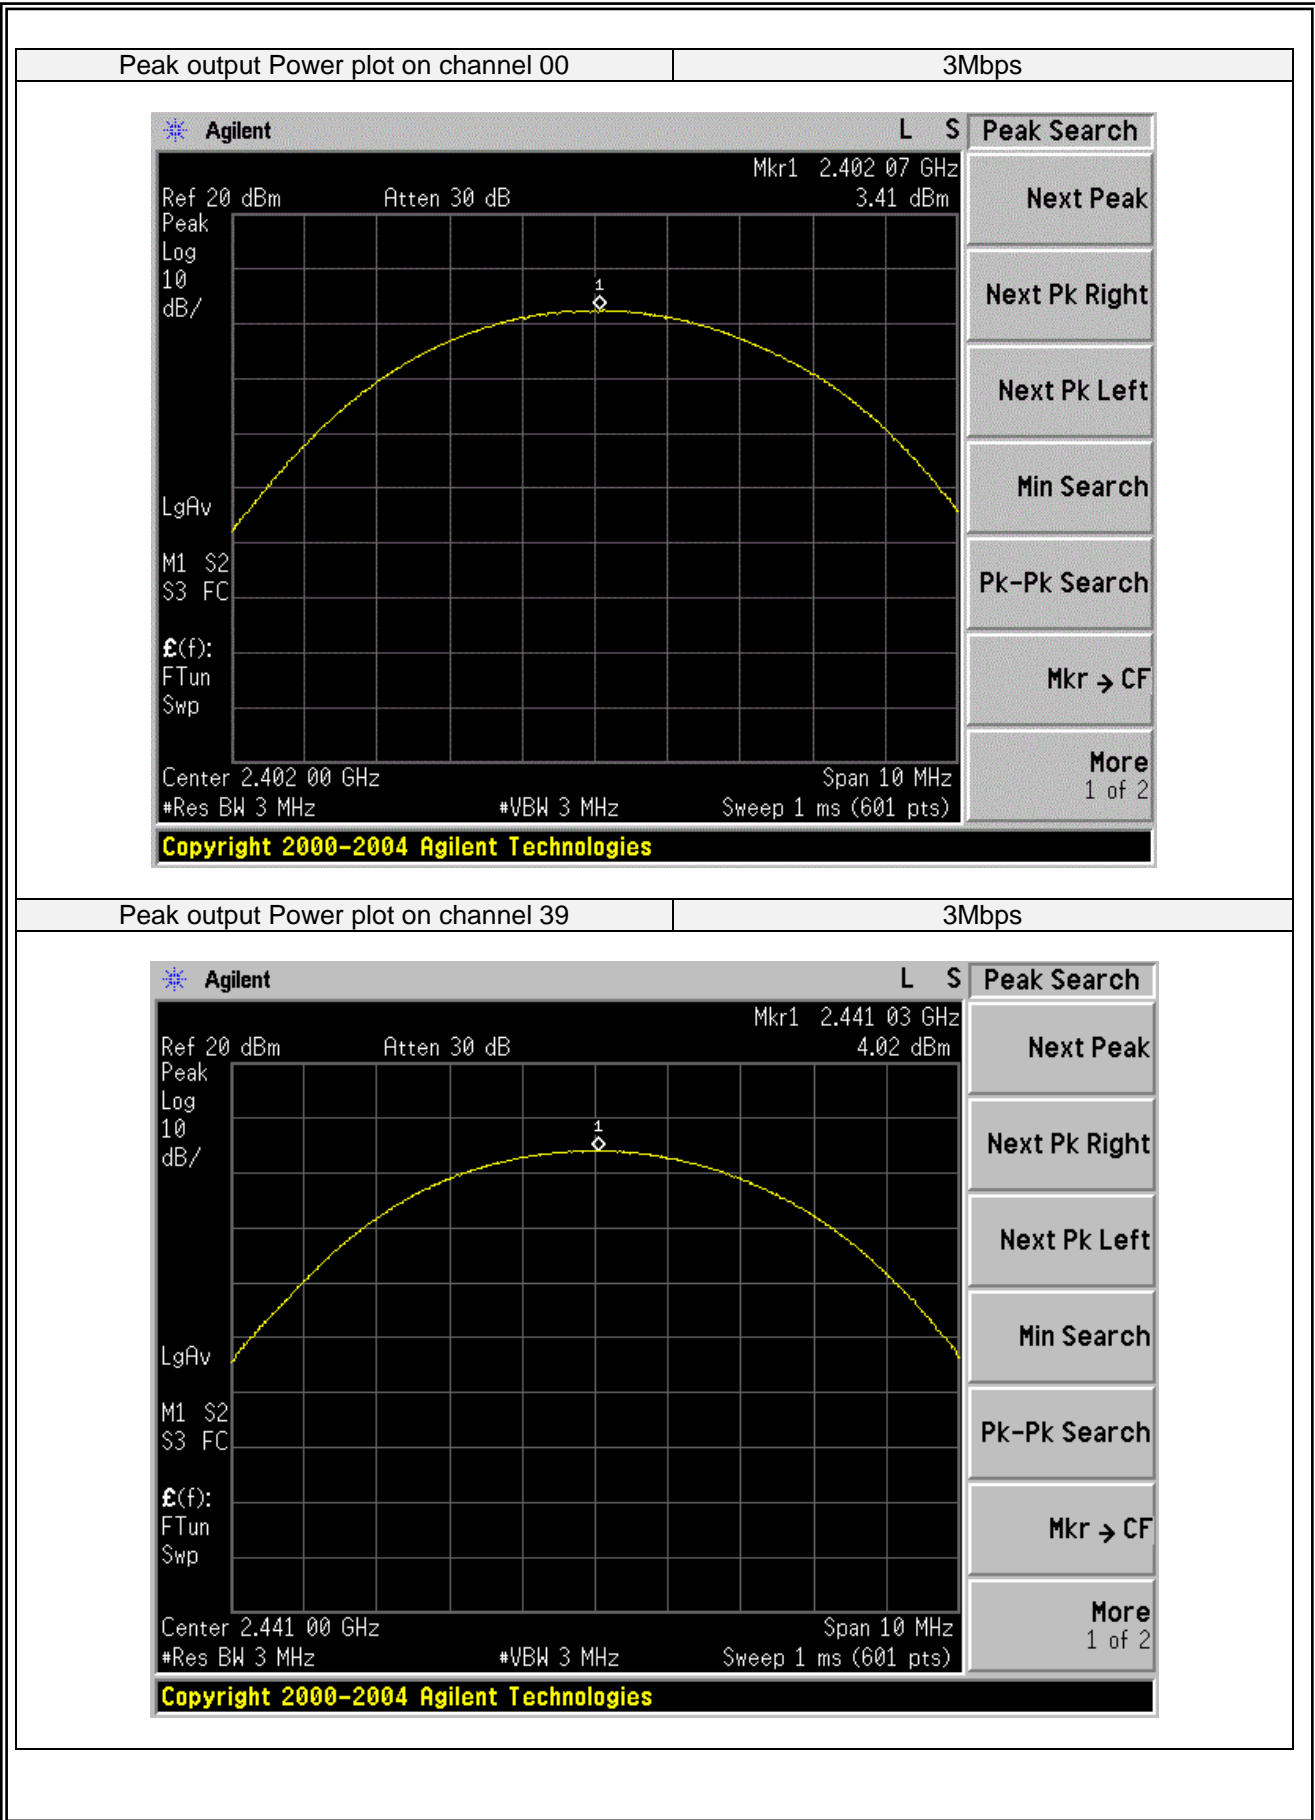 Peak output Power plot on channel 00 3Mbps
Agilent L S Peak Search
Mkr1 2.402 07 GHz
Ref 20 dBm Atten 30 dB 3.41 dBm
Peak
Log
10
dB/
1
LgAv
M1 S2
S3 FC
£(f):
FTun
Swp
Center 2.402 00 GHz Span 10 MHz
#Res BW 3 MHz #VBW 3 MHz Sweep 1 ms (601 pts)
Copyright 2000-2004 Agilent Technologies
Next Peak
Next Pk Right
Next Pk Left
Min Search
Pk-Pk Search
Mkr → CF
More
1 of 2
Peak output Power plot on channel 39 3Mbps
Agilent L S Peak Search
Mkr1 2.441 03 GHz
Ref 20 dBm Atten 30 dB 4.02 dBm
Peak
Log
10
dB/
1
LgAv
M1 S2
S3 FC
£(f):
FTun
Swp
Center 2.441 00 GHz Span 10 MHz
#Res BW 3 MHz #VBW 3 MHz Sweep 1 ms (601 pts)
Copyright 2000-2004 Agilent Technologies
Next Peak
Next Pk Right
Next Pk Left
Min Search
Pk-Pk Search
Mkr → CF
More
1 of 2